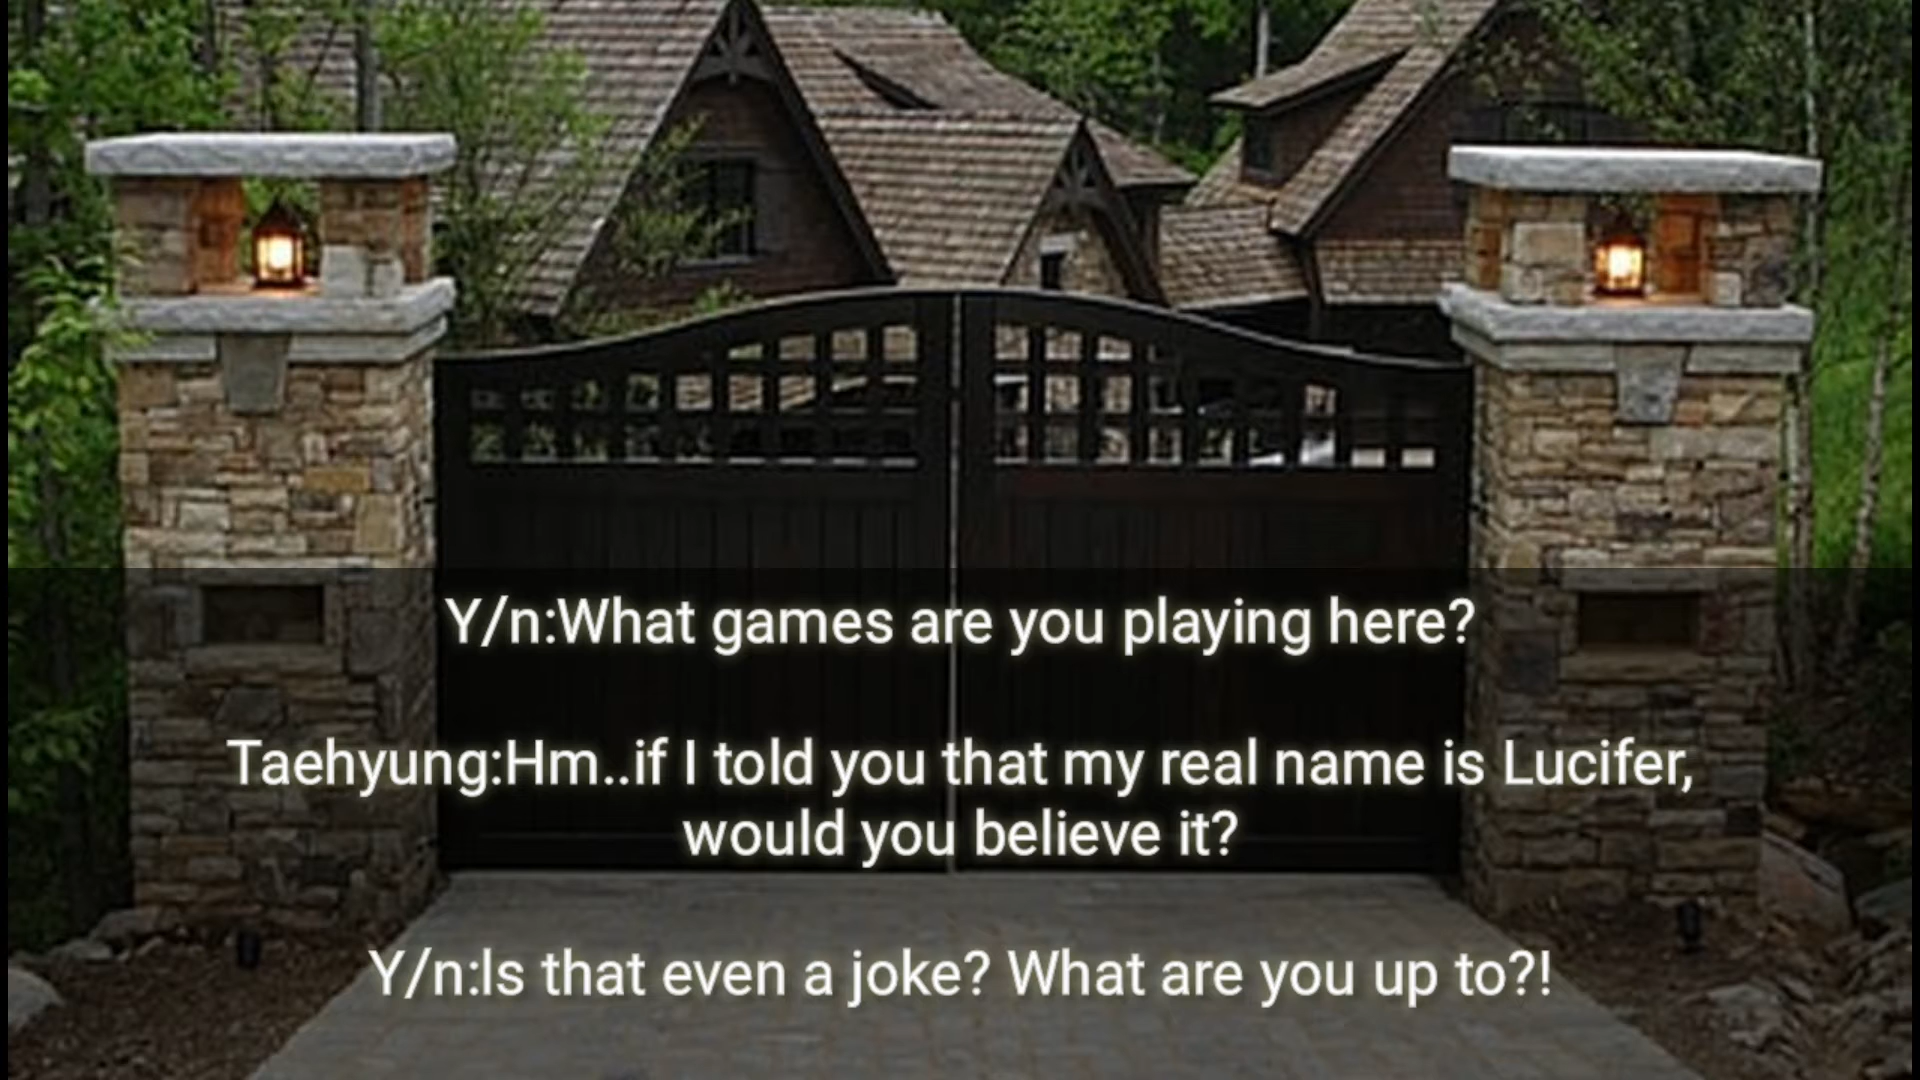 Y/n:What games are you playing here?
Taehyung:Hm..if I told you that my real name is Lucifer,
would you believe it?
Y/n:Is that even a joke? What are you up to?!